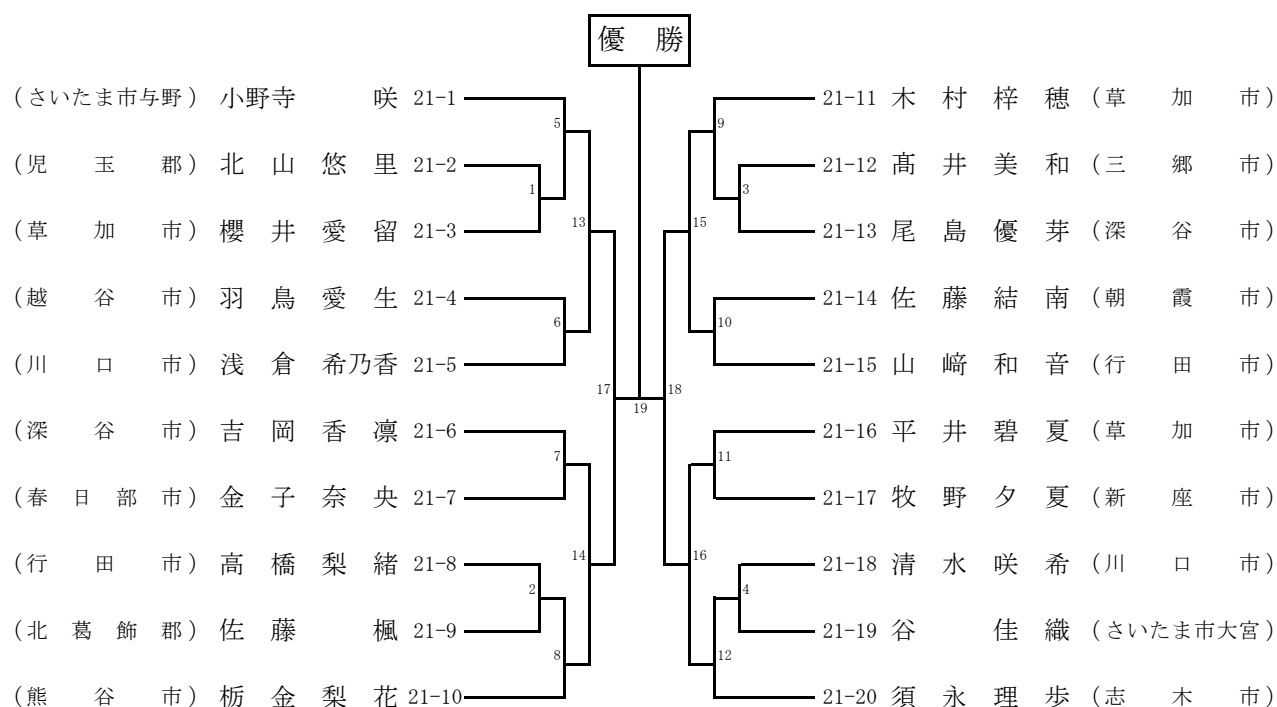 優 勝
(さいたま市与野) 小野寺 咲 21-1
21-11 木村梓穂 (草加市)
5
9
(児玉郡) 北山悠里 21-2
21-12 髙井美和 (三郷市)
1
3
(草加市) 櫻井愛留 21-3
13
15
21-13 尾島優芽 (深谷市)
(越谷市) 羽鳥愛生 21-4
21-14 佐藤結南 (朝霞市)
6
10
(川口市) 浅倉希乃香 21-5
21-15 山﨑和音 (行田市)
17
18
19
(深谷市) 吉岡香凛 21-6
21-16 平井碧夏 (草加市)
7
11
(春日部市) 金子奈央 21-7
21-17 牧野夕夏 (新座市)
14
16
(行田市) 高橋梨緒 21-8
21-18 清水咲希 (川口市)
2
4
(北葛飾郡) 佐藤 楓 21-9
21-19 谷 佳織 (さいたま市大宮)
8
12
(熊谷市) 栃金梨花 21-10
21-20 須永理歩 (志木市)